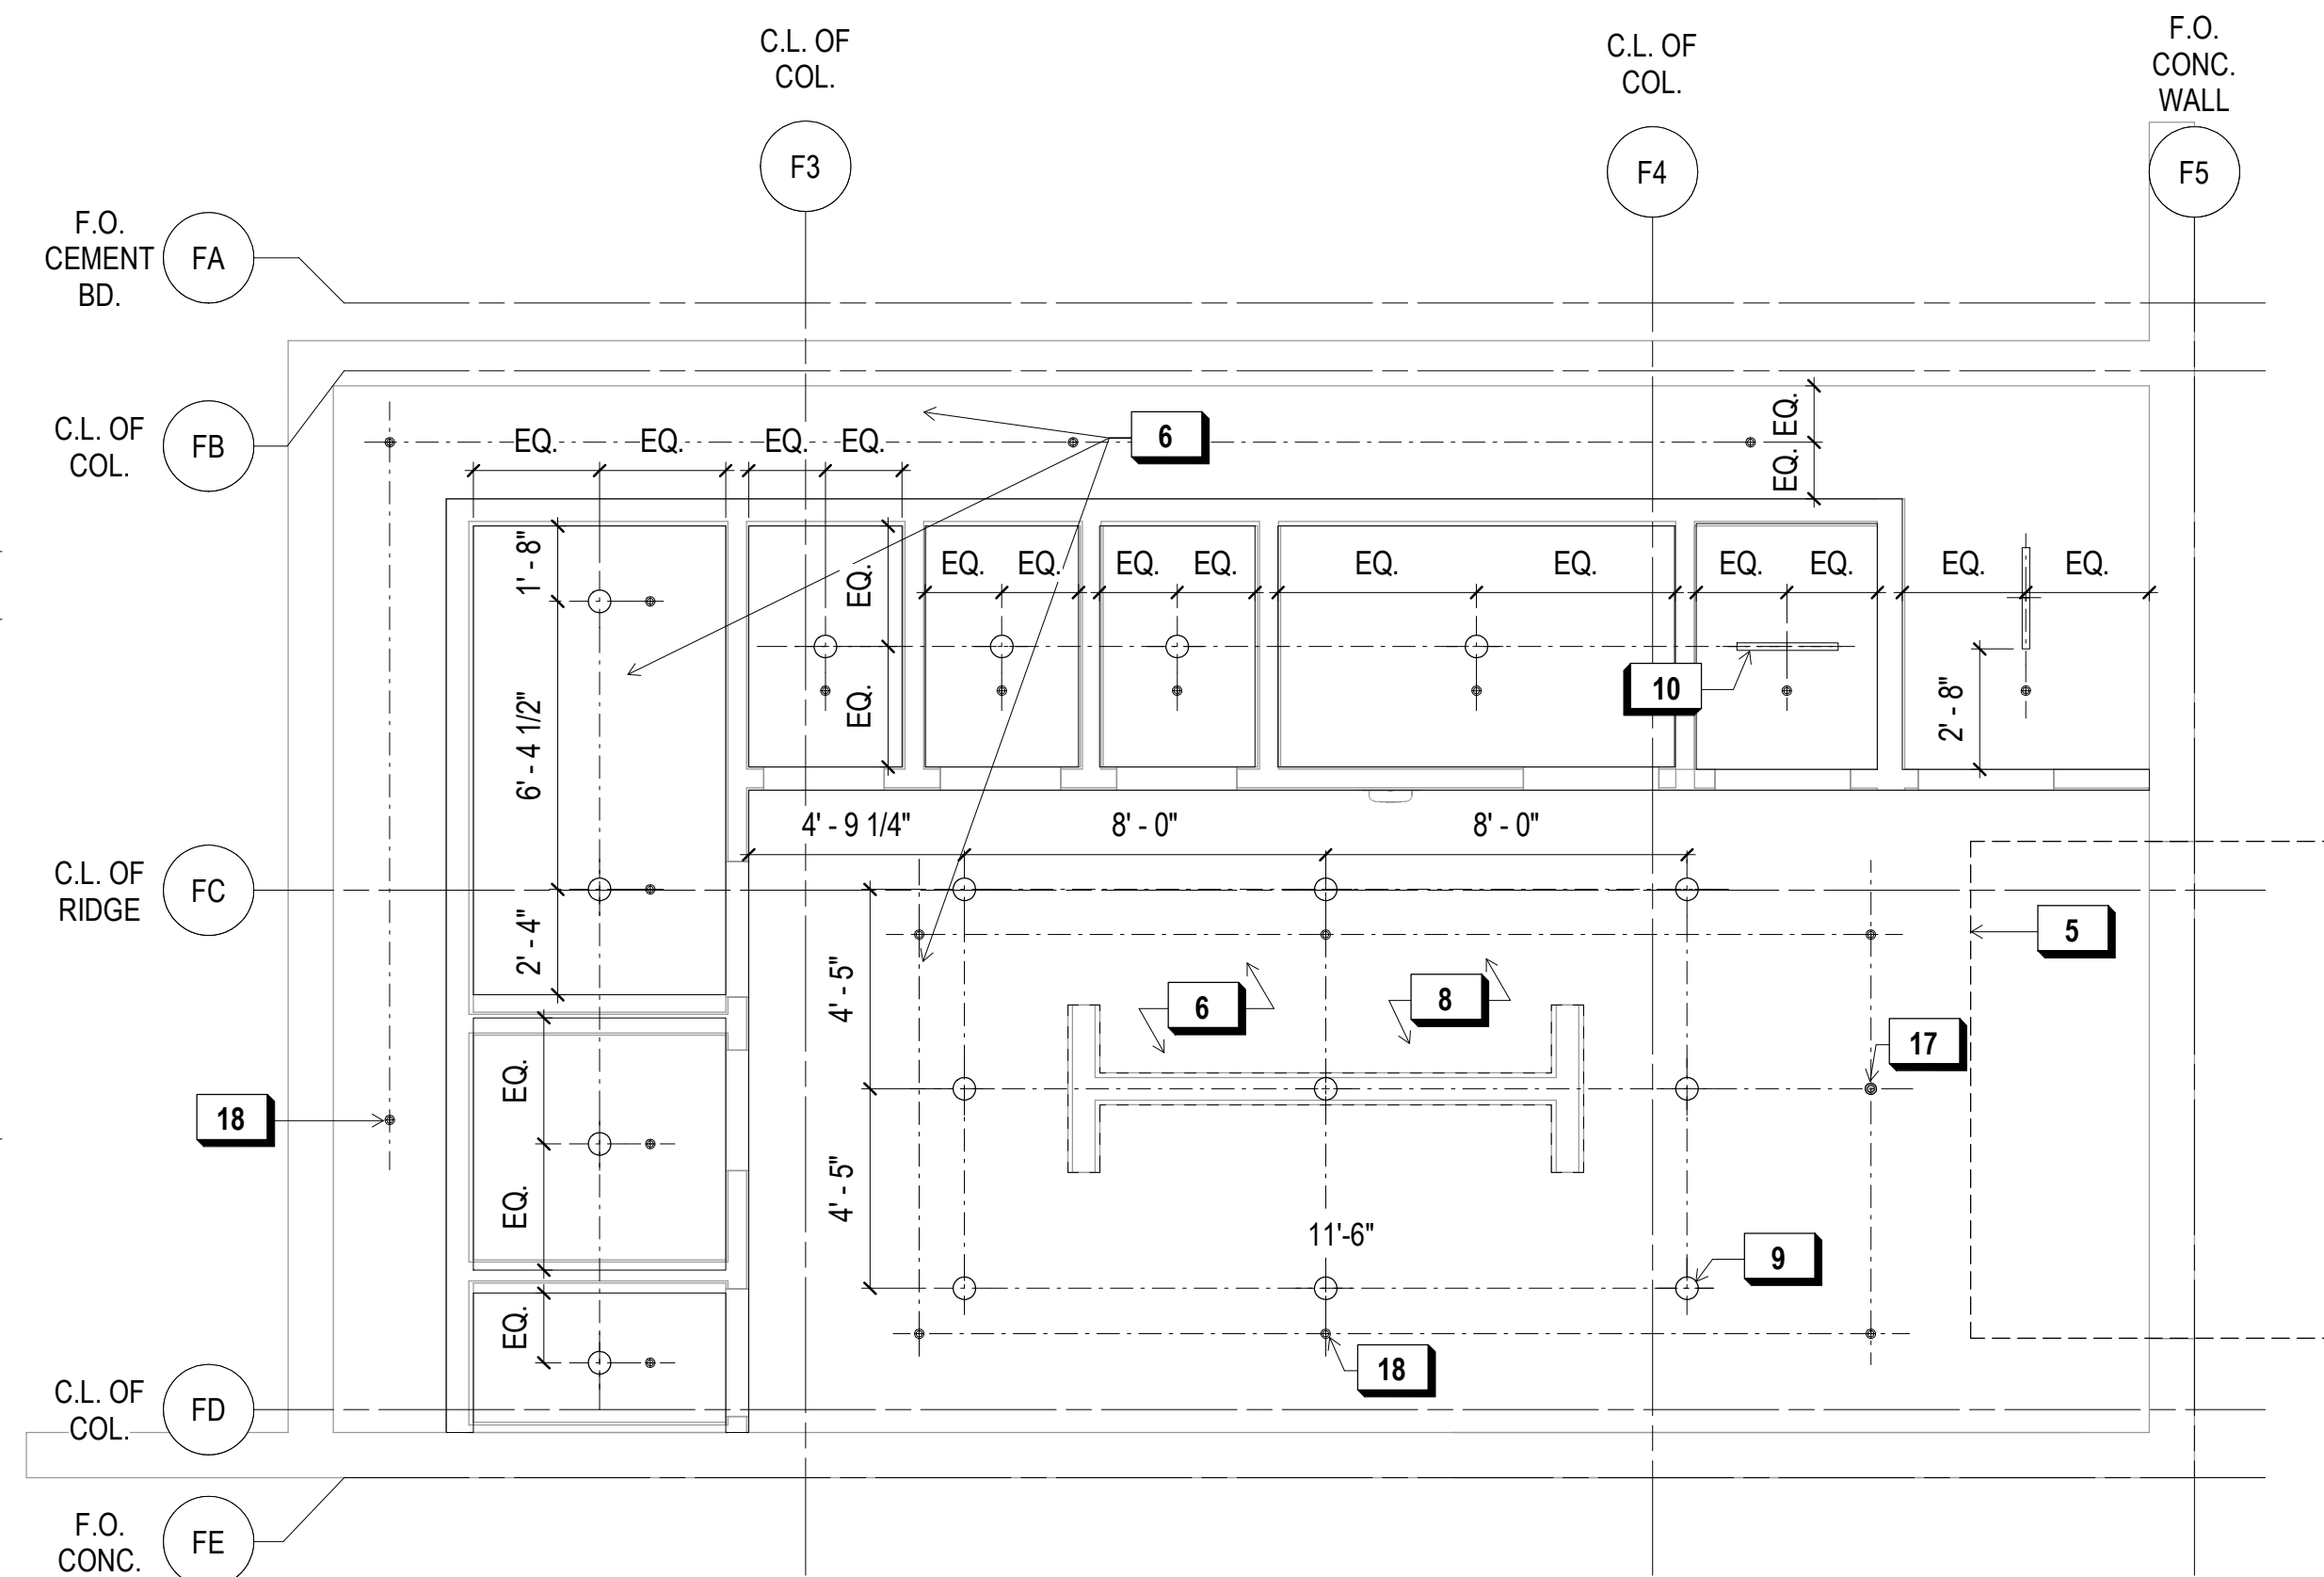 C.L. OF
COL.
F3
C.L. OF
COL.
F4
F.O.
CONC.
WALL
F5
F.O.
CEMENT
BD.
FA
C.L. OF
COL.
FB
EQ.
EQ.
EQ.
EQ.
6
EQ.
EQ.
1' - 8"
6' - 4 1/2"
2' - 4"
EQ.
EQ.
EQ.
EQ.
EQ.
EQ.
EQ.
EQ.
EQ.
EQ.
EQ.
EQ.
10
2' - 8"
4' - 9 1/4"
8' - 0"
8' - 0"
C.L. OF
RIDGE
FC
5
4' - 5"
6
8
17
18
EQ.
EQ.
4' - 5"
11'-6"
9
EQ.
18
C.L. OF
COL.
FD
F.O.
CONC.
FE